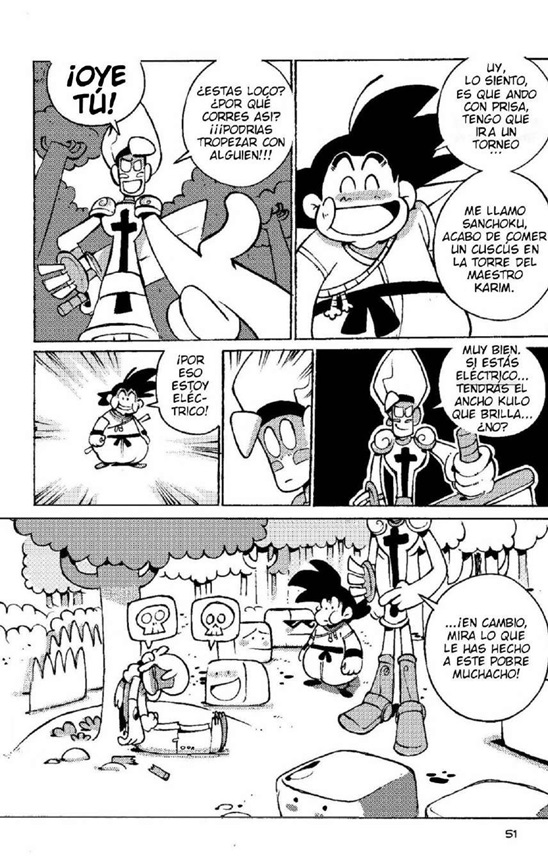 ¡OYE
TÚ!
¿ESTAS LOCO?
¿POR QUÉ
CORRES ASI!?
¡¡¡PODRIAS
TROPEZAR CON
ALGUIEN!!!
UY,
LO SIENTO,
ES QUE ANDO
CON PRISA,
TENGO QUE
IR A UN
TORNEO
...
ME LLAMO
SANCHOKU,
ACABO DE COMER
UN CUSCÚS EN
LA TORRE DEL
MAESTRO
KARIM.
¡POR
ESO
ESTOY
ELÉC-
TRICO!
MUY BIEN.
SI ESTÁS
ELÉCTRICO...
TENDRÁS EL
ANCHO KULO
QUE BRILLA...
¿NO?
...¡EN CAMBIO,
MIRA LO QUE
LE HAS HECHO
A ESTE POBRE
MUCHACHO!
51